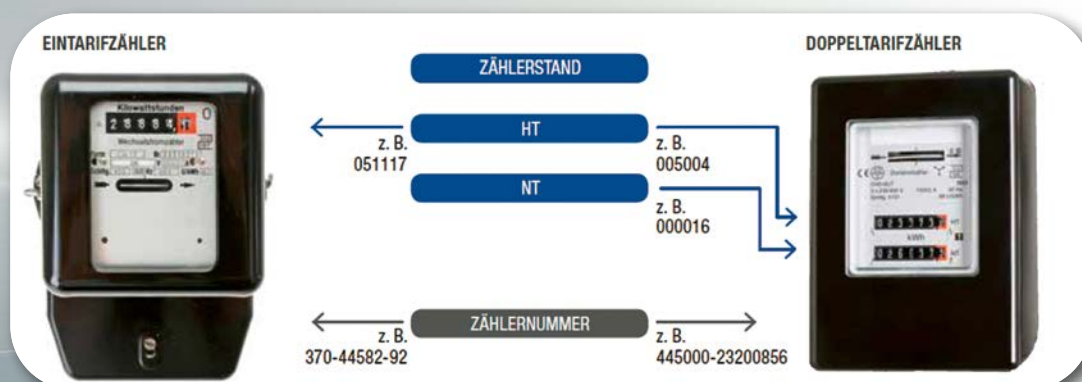 EINTARIFZÄHLER
DOPPELTARIFZÄHLER
ZÄHLERSTAND
HT
z. B.
051117
z. B.
005004
NT
z. B.
000016
ZÄHLERNUMMER
z. B.
370-44582-92
z. B.
445000-23200856
Kilowattstunden
Wechselstromzähler
HT
kWh
NT